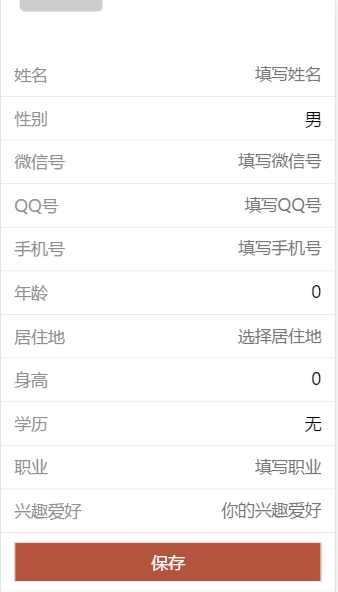 姓名 填写姓名
性别 男
微信号 填写微信号
QQ号 填写QQ号
手机号 填写手机号
年龄 0
居住地 选择居住地
身高 0
学历 无
职业 填写职业
兴趣爱好 你的兴趣爱好
保存